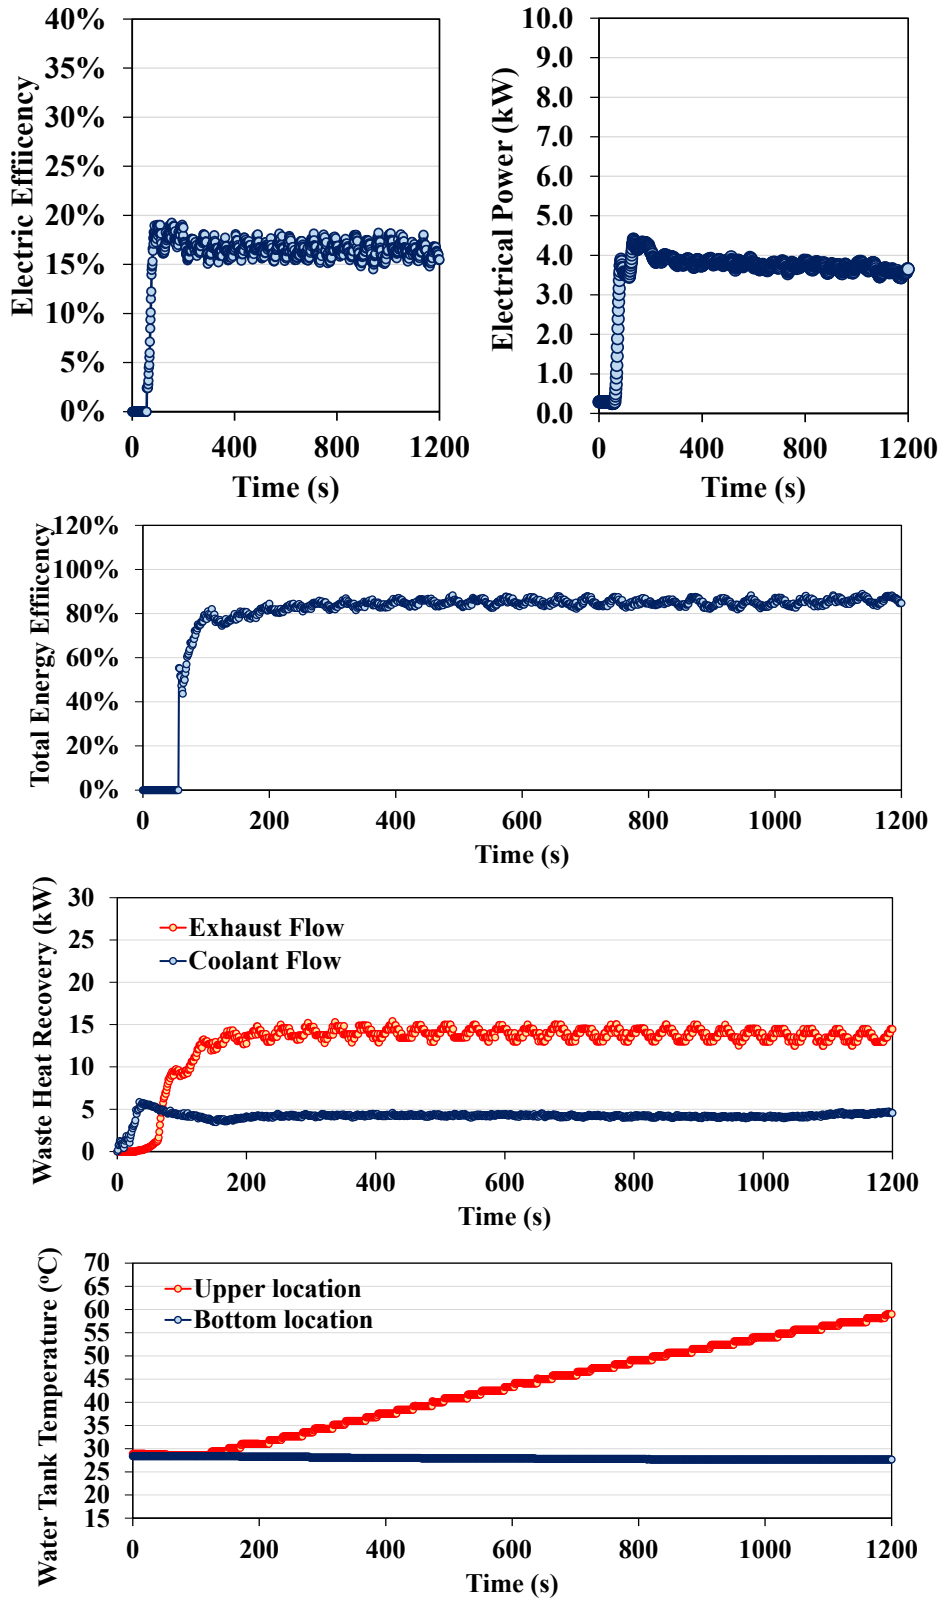 Electric Effiicency
40%
35%
30%
25%
20%
15%
10%
5%
0%
0 400 800 1200
Time (s)
Electrical Power (kW)
10.0
9.0
8.0
7.0
6.0
5.0
4.0
3.0
2.0
1.0
0.0
0 400 800 1200
Time (s)
Total Energy Effiicency
120%
100%
80%
60%
40%
20%
0%
0 200 400 600 800 1000 1200
Time (s)
Waste Heat Recovery (kW)
30
25
20
15
10
5
0
Exhaust Flow
Coolant Flow
0 200 400 600 800 1000 1200
Time (s)
Water Tank Temperature (°C)
70
65
60
55
50
45
40
35
30
25
20
15
Upper location
Bottom location
0 200 400 600 800 1000 1200
Time (s)